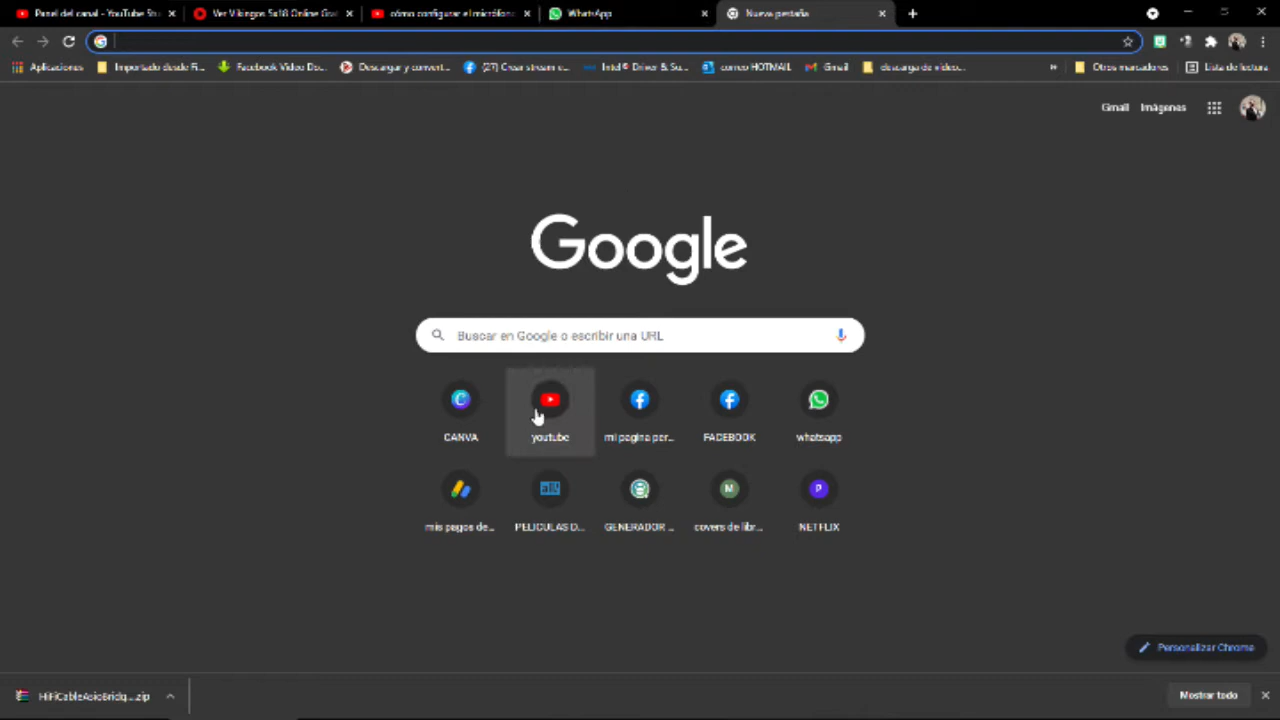 Panel del canal - YouTube Stu
Ver Vikingos 5x18 Online Gra
cómo configurar el micrófon
WhatsApp
Nueva pestaña
Aplicaciones
Importado desde Fi...
Facebook Video Do...
Descargar y convert...
(27) Crear stream e...
Intel® Driver & Su...
correo HOTMAIL
Gmail
descarga de video...
»
Otros marcadores
Lista de lectura
Gmail
Imágenes
Google
Buscar en Google o escribir una URL
CANVA
youtube
mi pagina per...
FACEBOOK
whatsapp
mis pagos de...
PELICULAS D...
GENERADOR ...
covers de libr...
NETFLIX
Personalizar Chrome
HiFiCableAsioBridg....zip
Mostrar todo